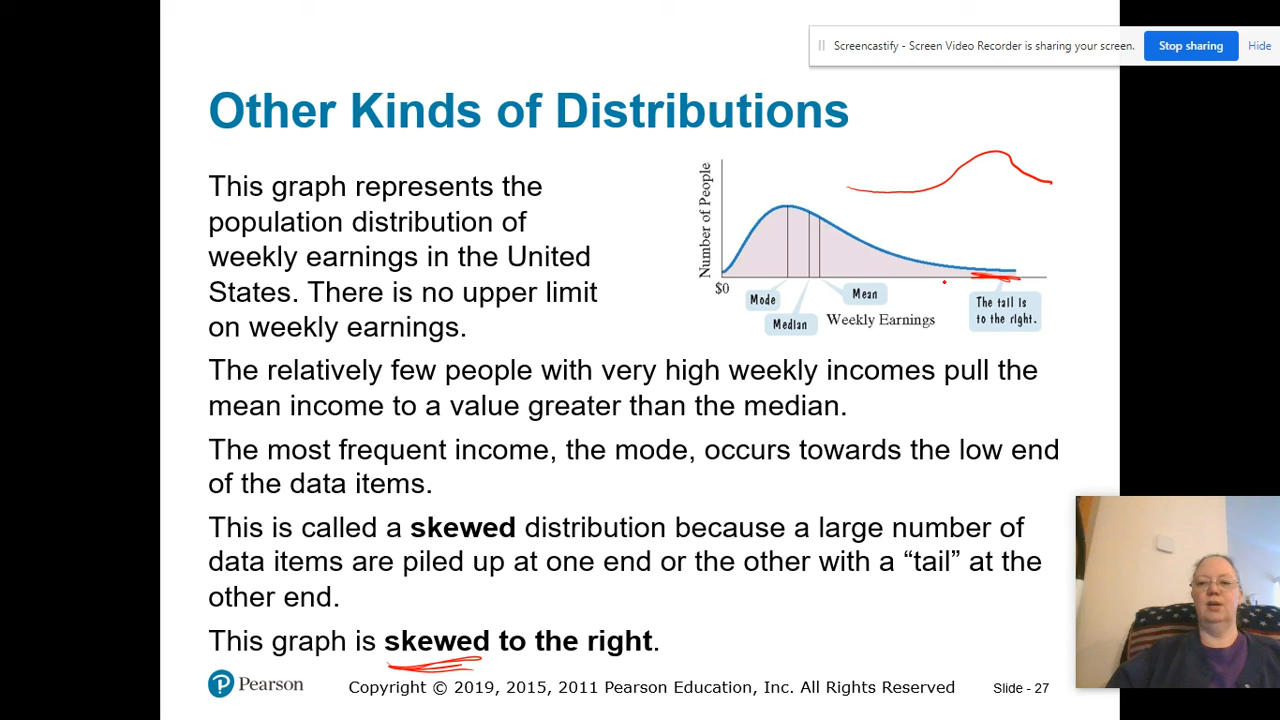 Screencastify - Screen Video Recorder is sharing your screen. Stop sharing Hide
Other Kinds of Distributions
This graph represents the
population distribution of
weekly earnings in the United
States. There is no upper limit
on weekly earnings.
Number of People
$0
Mode
Median
Mean
Weekly Earnings
The tail is
to the right.
The relatively few people with very high weekly incomes pull the
mean income to a value greater than the median.
The most frequent income, the mode, occurs towards the low end
of the data items.
This is called a skewed distribution because a large number of
data items are piled up at one end or the other with a “tail” at the
other end.
This graph is skewed to the right.
P Pearson
Copyright © 2019, 2015, 2011 Pearson Education, Inc. All Rights Reserved
Slide - 27